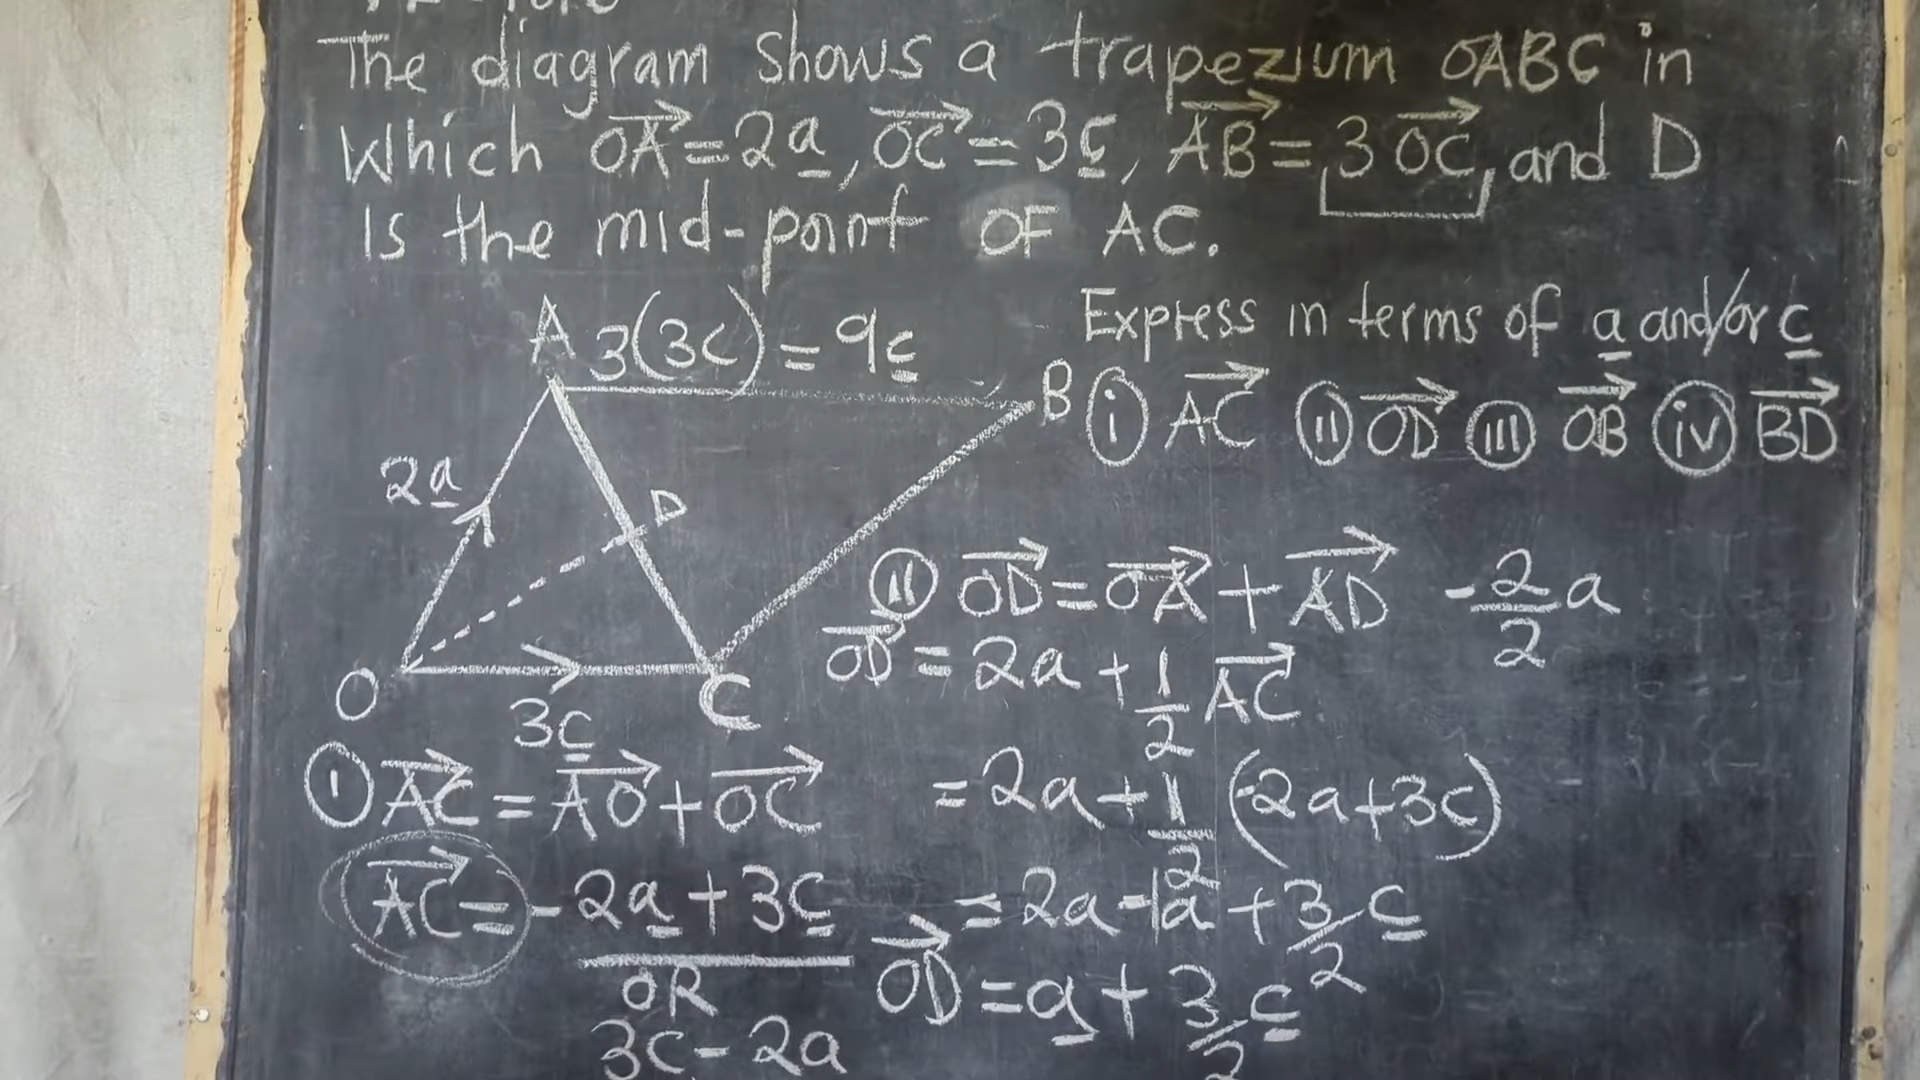 The diagram shows a trapezium OABC in
Which OA→ = 2a, OC→ = 3c, AB→ = 3 OC→, and D
Is the mid-point OF AC.
Express in terms of a and/or c
i AC→ ii OD→ iii OB→ iv BD→
A 3(3c) = 9c
B
2a
D
O
3c
C
i AC→ = AO→ + OC→
AC→ = -2a + 3c
OR
3c - 2a
ii OD→ = OA→ + AD→
-2/2 a
OD→ = 2a + 1/2 AC→
= 2a + 1/2 (-2a + 3c)
= 2a - 1a + 3/2 c
OD→ = a + 3/2 c